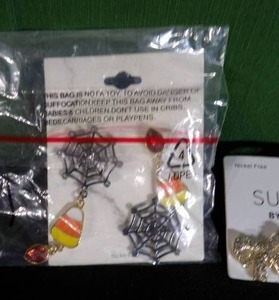 THIS BAG IS NOT A TOY. TO AVOID DANGER OF
SUFFOCATION KEEP THIS BAG AWAY FROM
BABIES & CHILDREN. DON'T USE IN CRIBS,
BEDS, CARRIAGES OR PLAYPENS.
4
LDPE
Nickel Free
SU
BY